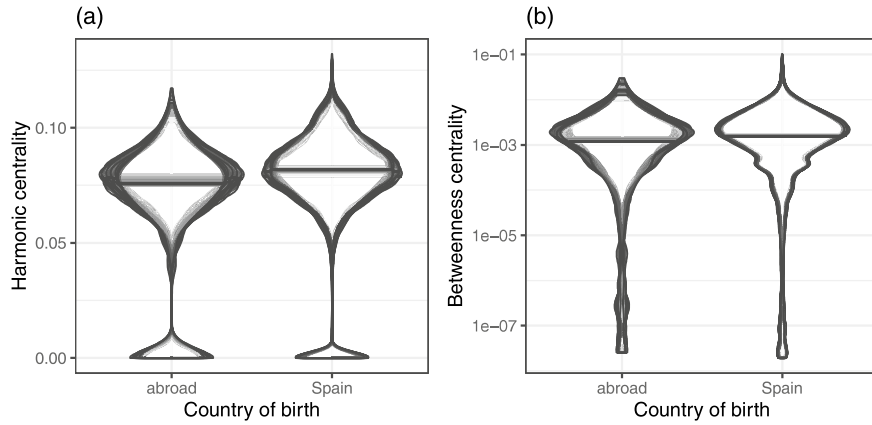 (a)
Harmonic centrality
0.10
0.05
0.00
abroad
Spain
Country of birth
(b)
Betweenness centrality
1e−01
1e−03
1e−05
1e−07
abroad
Spain
Country of birth